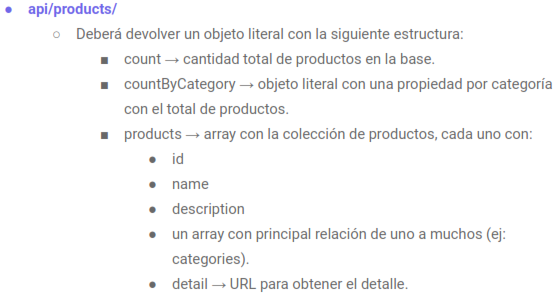 ● api/products/
○ Deberá devolver un objeto literal con la siguiente estructura:
■ count → cantidad total de productos en la base.
■ countByCategory → objeto literal con una propiedad por categoría
con el total de productos.
■ products → array con la colección de productos, cada uno con:
● id
● name
● description
● un array con principal relación de uno a muchos (ej:
categories).
● detail → URL para obtener el detalle.